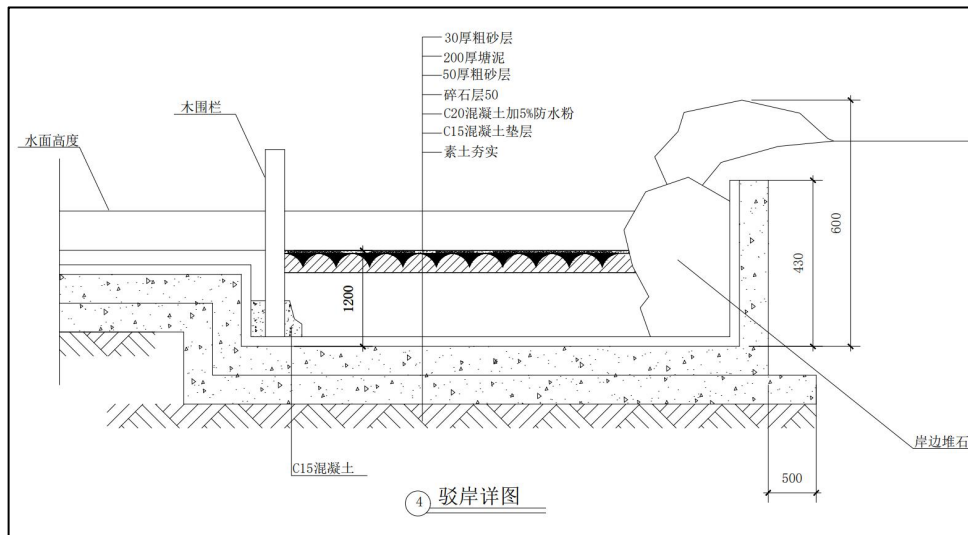 30厚粗砂层
200厚塘泥
50厚粗砂层
碎石层50
C20混凝土加5%防水粉
C15混凝土垫层
素土夯实
木围栏
水面高度
600
430
1200
岸边堆石
C15混凝土
500
4 驳岸详图